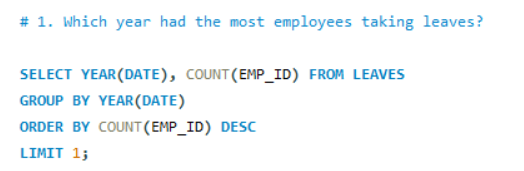 # 1. Which year had the most employees taking leaves?
SELECT YEAR(DATE), COUNT(EMP_ID) FROM LEAVES
GROUP BY YEAR(DATE)
ORDER BY COUNT(EMP_ID) DESC
LIMIT 1;